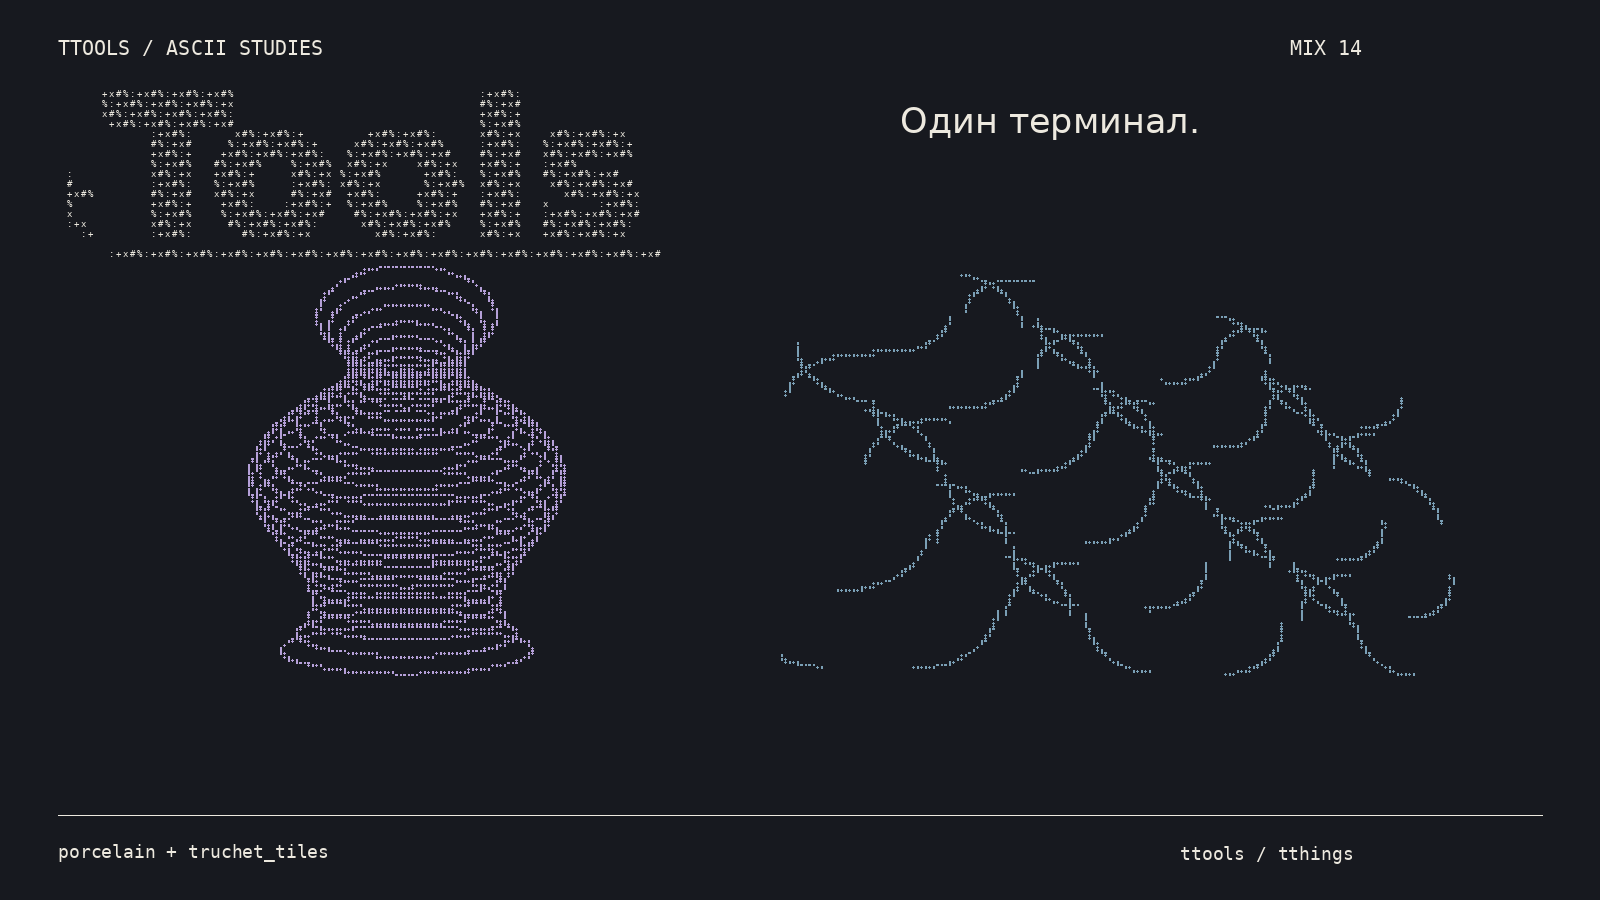 TTOOLS / ASCII STUDIES
MIX 14
.Tools
Один терминал.
porcelain + truchet_tiles
ttools / tthings